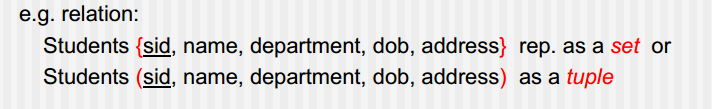 e.g. relation:
Students {sid, name, department, dob, address} rep. as a set or
Students (sid, name, department, dob, address) as a tuple